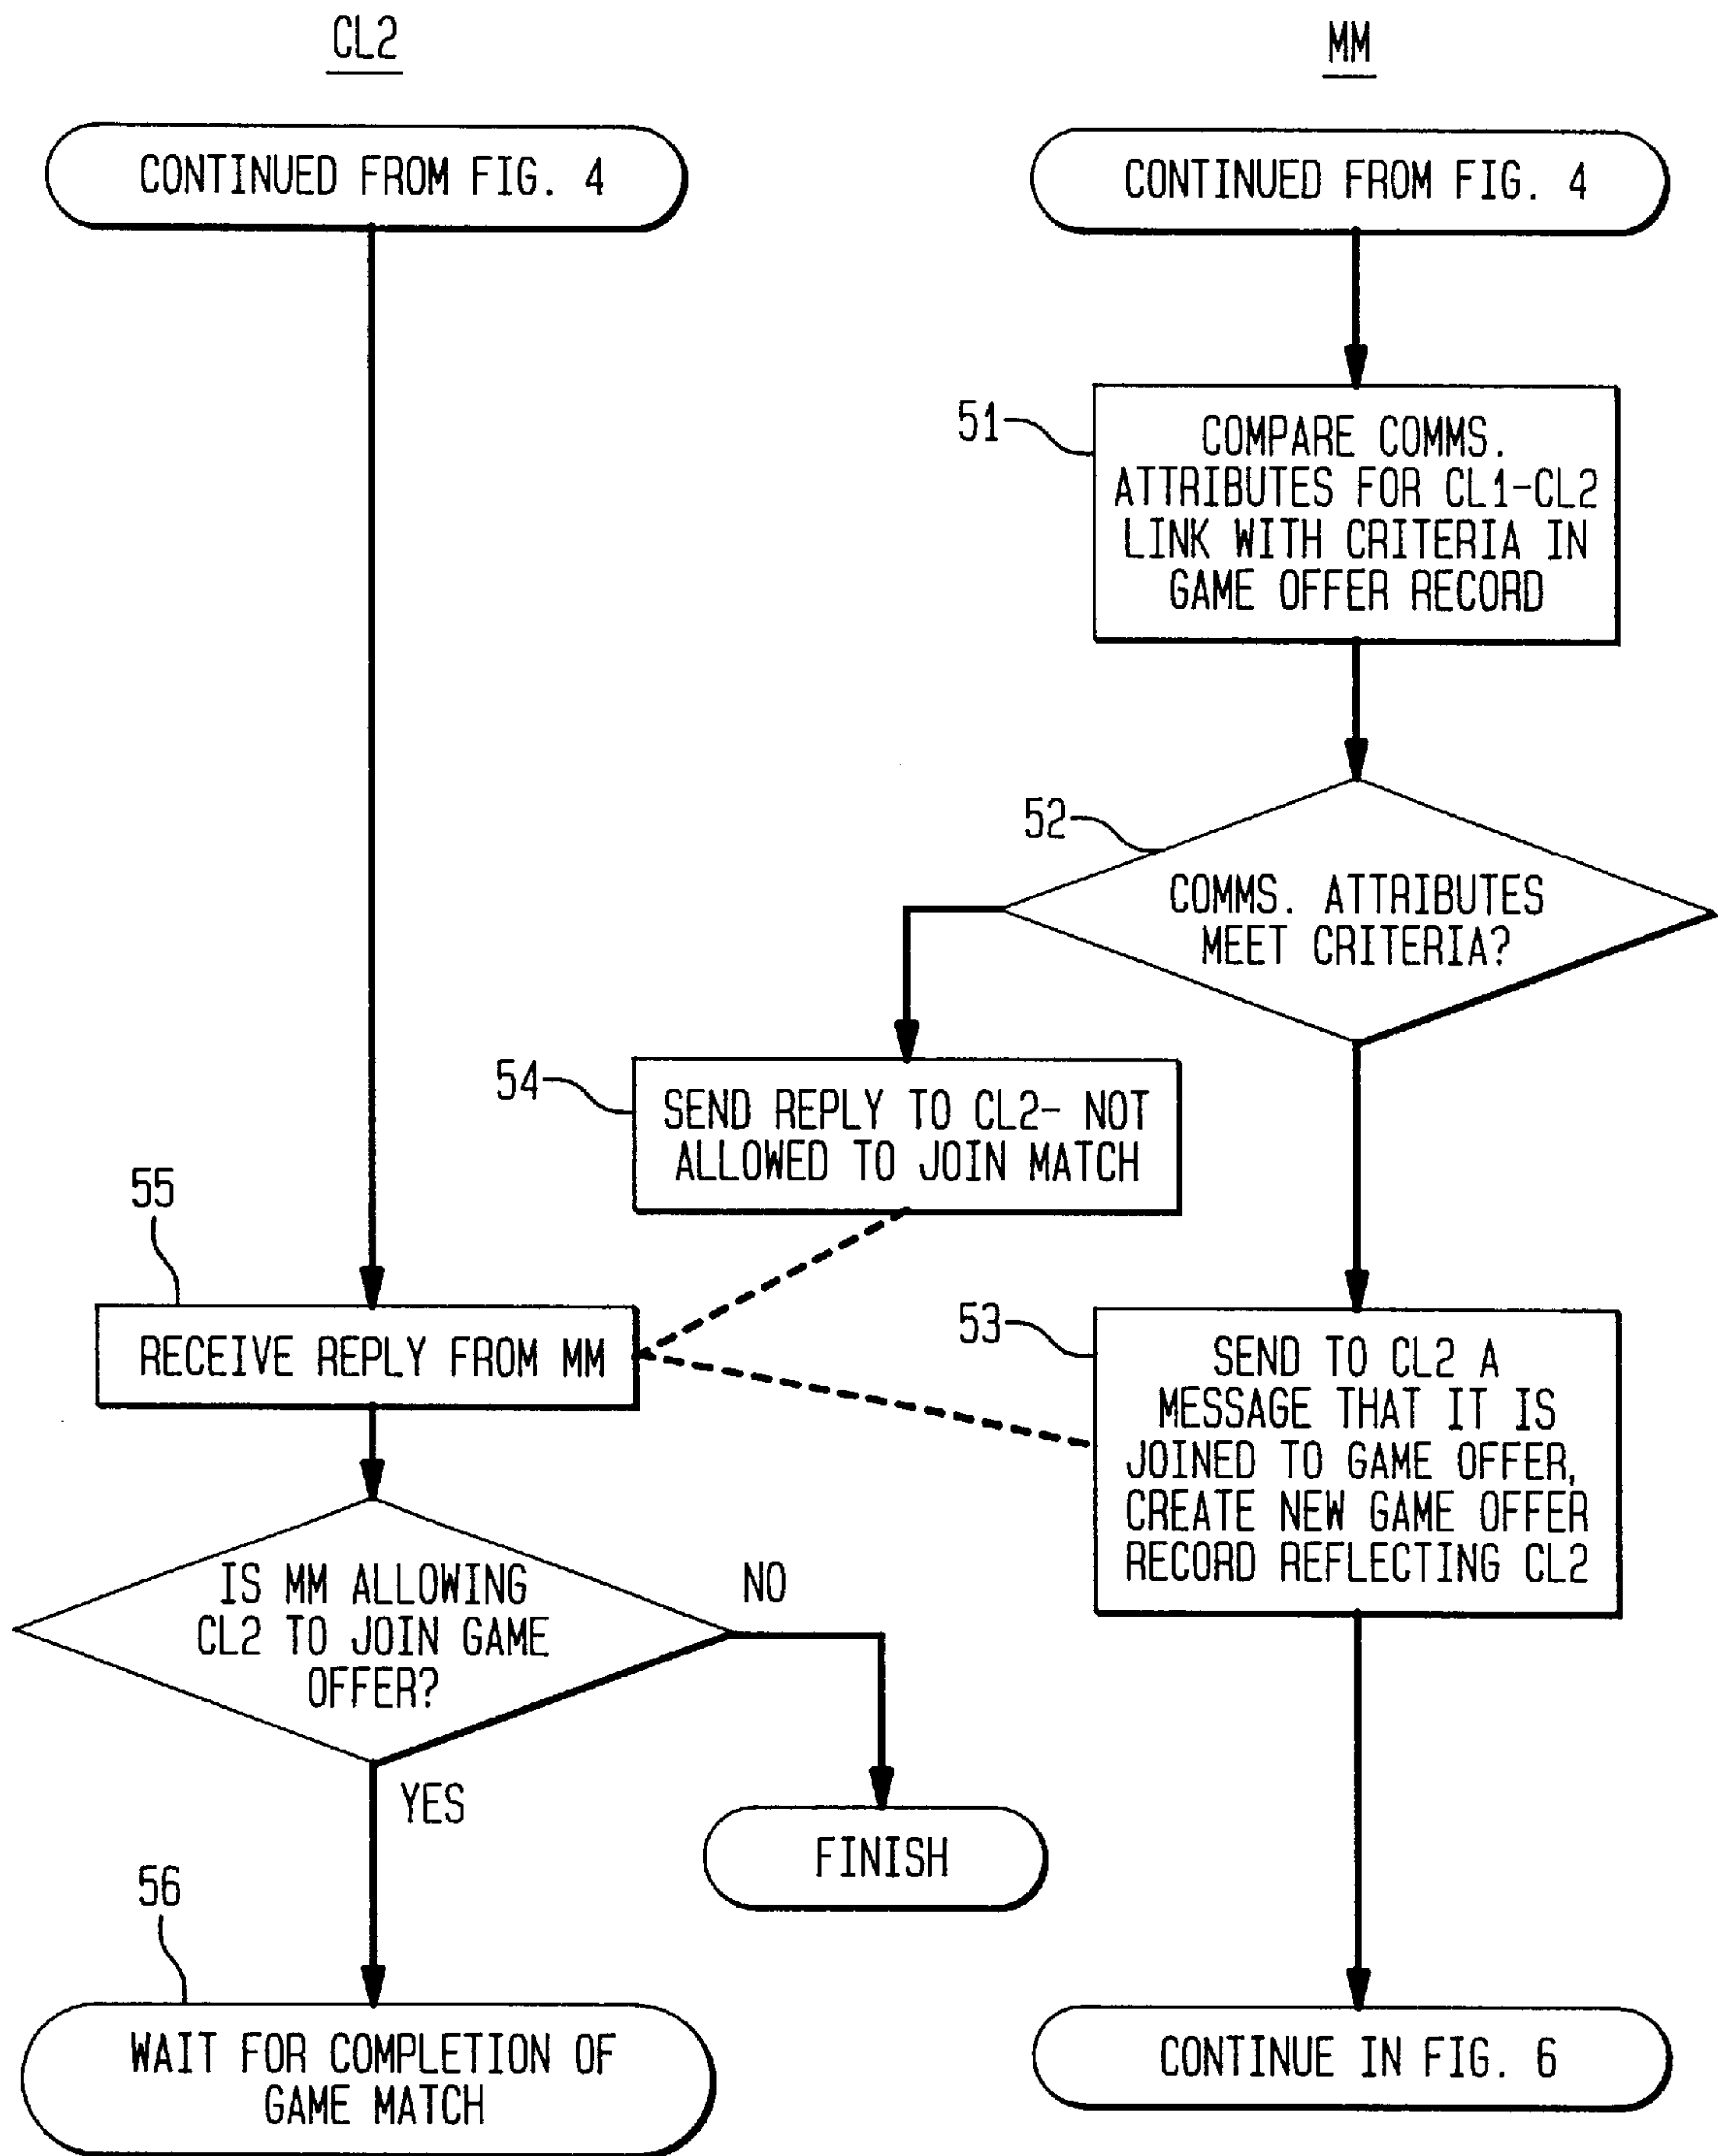 CL2
MM
CONTINUED FROM FIG. 4
CONTINUED FROM FIG. 4
51
COMPARE COMMS.
ATTRIBUTES FOR CL1-CL2
LINK WITH CRITERIA IN
GAME OFFER RECORD
52
COMMS. ATTRIBUTES
MEET CRITERIA?
54
SEND REPLY TO CL2- NOT
ALLOWED TO JOIN MATCH
55
RECEIVE REPLY FROM MM
53
SEND TO CL2 A
MESSAGE THAT IT IS
JOINED TO GAME OFFER,
CREATE NEW GAME OFFER
RECORD REFLECTING CL2
IS MM ALLOWING
CL2 TO JOIN GAME
OFFER?
NO
YES
FINISH
56
WAIT FOR COMPLETION OF
GAME MATCH
CONTINUE IN FIG. 6